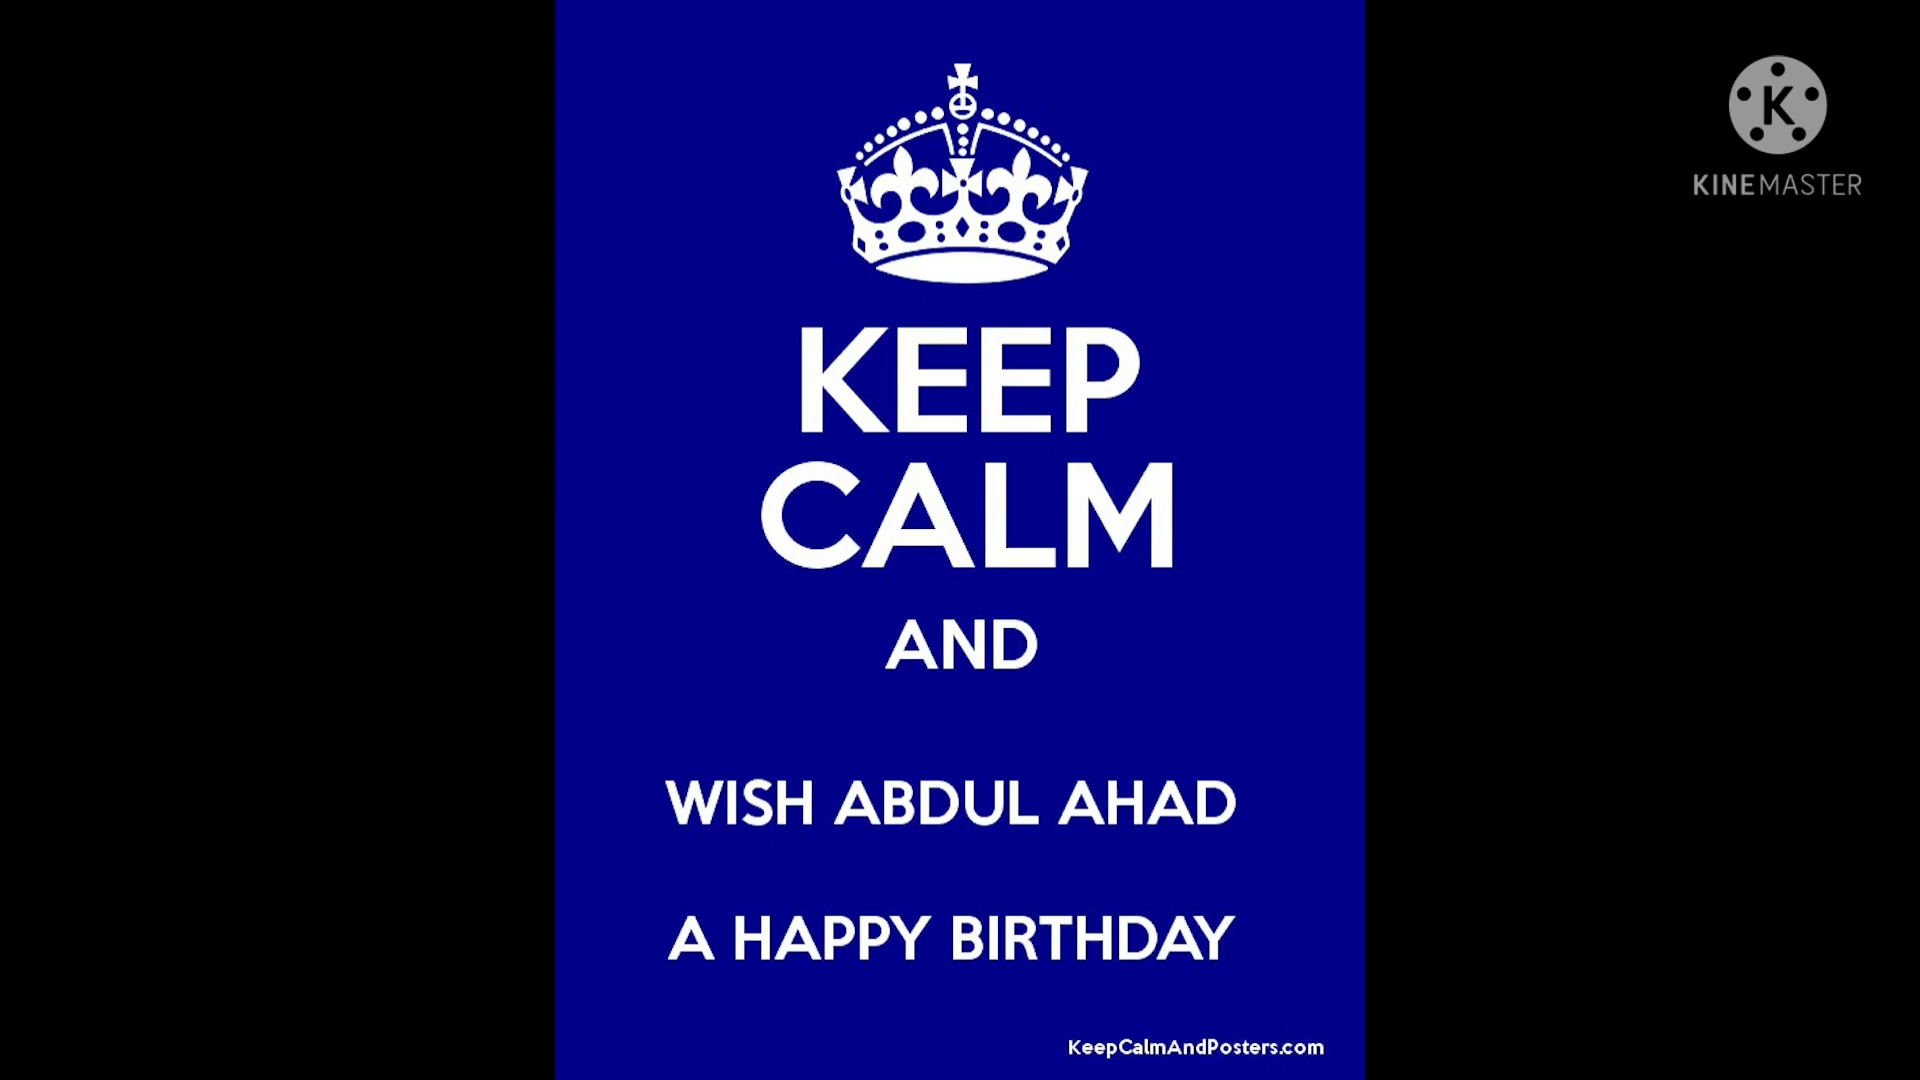 K
KINEMASTER
KEEP
CALM
AND
WISH ABDUL AHAD
A HAPPY BIRTHDAY
KeepCalmAndPosters.com